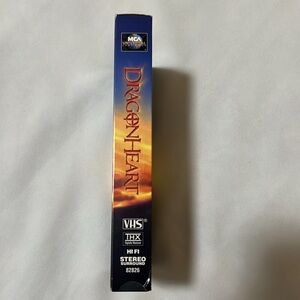 MCA
DRAGONHEART
VHS
THX
HI FI
STEREO
SURROUND
82826